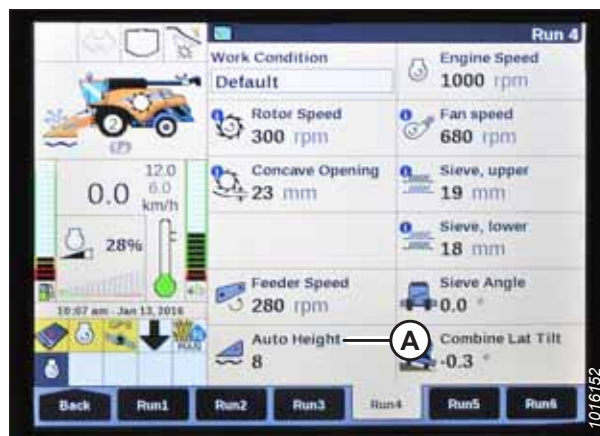 Run 4
Work Condition
Default
Engine Speed
1000 rpm
Rotor Speed
300 rpm
Fan speed
680 rpm
Concave Opening
23 mm
Sieve, upper
19 mm
Sieve, lower
18 mm
Feeder Speed
280 rpm
Sieve Angle
0.0 °
Auto Height
8
A
Combine Lat Tilt
-0.3 °
2
(P)
0.0
12.0
6.0
km/h
28%
10:07 am - Jan 13, 2016
GPS
MAN
Back
Run1
Run2
Run3
Run4
Run5
Run6
1016152